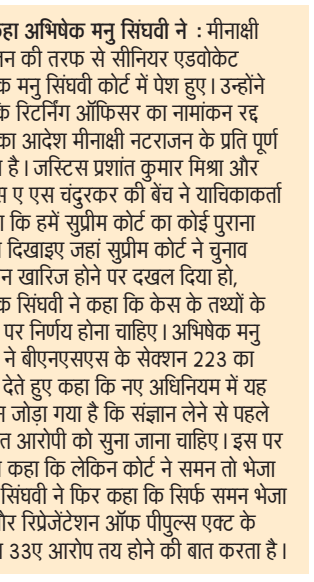 हा अभिषेक मनु सिंघवी ने : मीनाक्षी
जन की तरफ से सीनियर एडवोकेट
क मनु सिंघवी कोर्ट में पेश हुए। उन्होंने
कि रिटर्निंग ऑफिसर का नामांकन रद्द
का आदेश मीनाक्षी नटराजन के प्रति पूर्ण
है। जस्टिस प्रशांत कुमार मिश्रा और
स ए एस चंदुरकर की बेंच ने याचिकाकर्ता
कि हमें सुप्रीम कोर्ट का कोई पुराना
दिखाइए जहां सुप्रीम कोर्ट ने चुनाव
न खारिज होने पर दखल दिया हो,
क सिंघवी ने कहा कि केस के तथ्यों के
पर निर्णय होना चाहिए। अभिषेक मनु
ने बीएनएसएस के सेक्शन 223 का
देते हुए कहा कि नए अधिनियम में यह
न जोड़ा गया है कि संज्ञान लेने से पहले
त आरोपी को सुना जाना चाहिए। इस पर
कहा कि लेकिन कोर्ट ने समन तो भेजा
सिंघवी ने फिर कहा कि सिर्फ समन भेजा
और रिप्रेजेंटेशन ऑफ पीपुल्स एक्ट के
33ए आरोप तय होने की बात करता है।